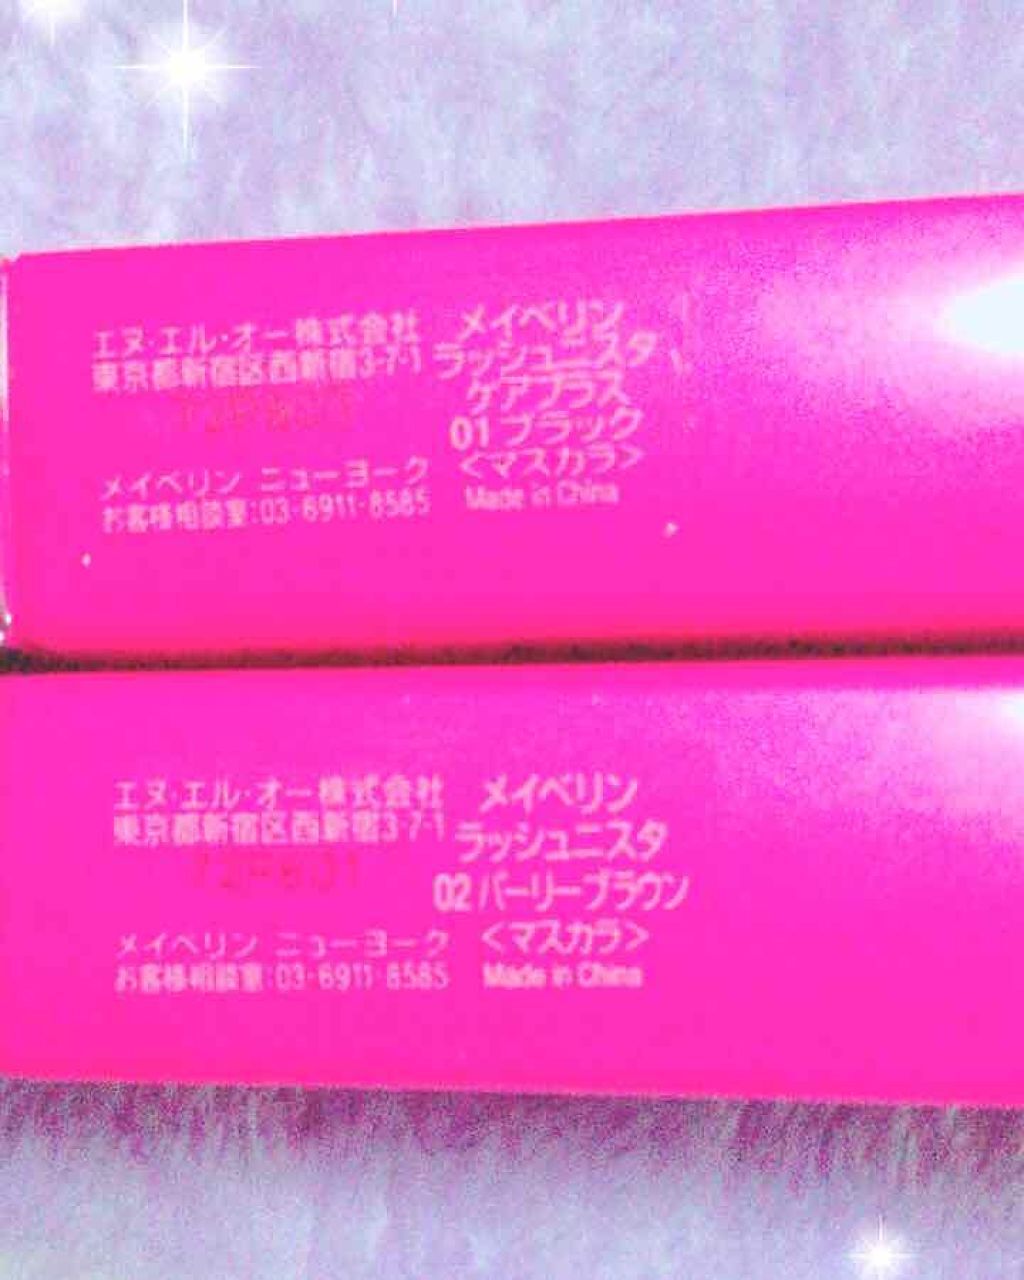 エヌ・エル・オー株式会社
東京都新宿区西新宿3-7-1
メイベリン ニューヨーク
お客様相談室:03-6911-8585
メイベリン
ラッシュニスタ
ケアプラス
01 ブラック
<マスカラ>
Made in China
エヌ・エル・オー株式会社
東京都新宿区西新宿3-7-1
メイベリン ニューヨーク
お客様相談室:03-6911-8585
メイベリン
ラッシュニスタ
02 パーリーブラウン
<マスカラ>
Made in China